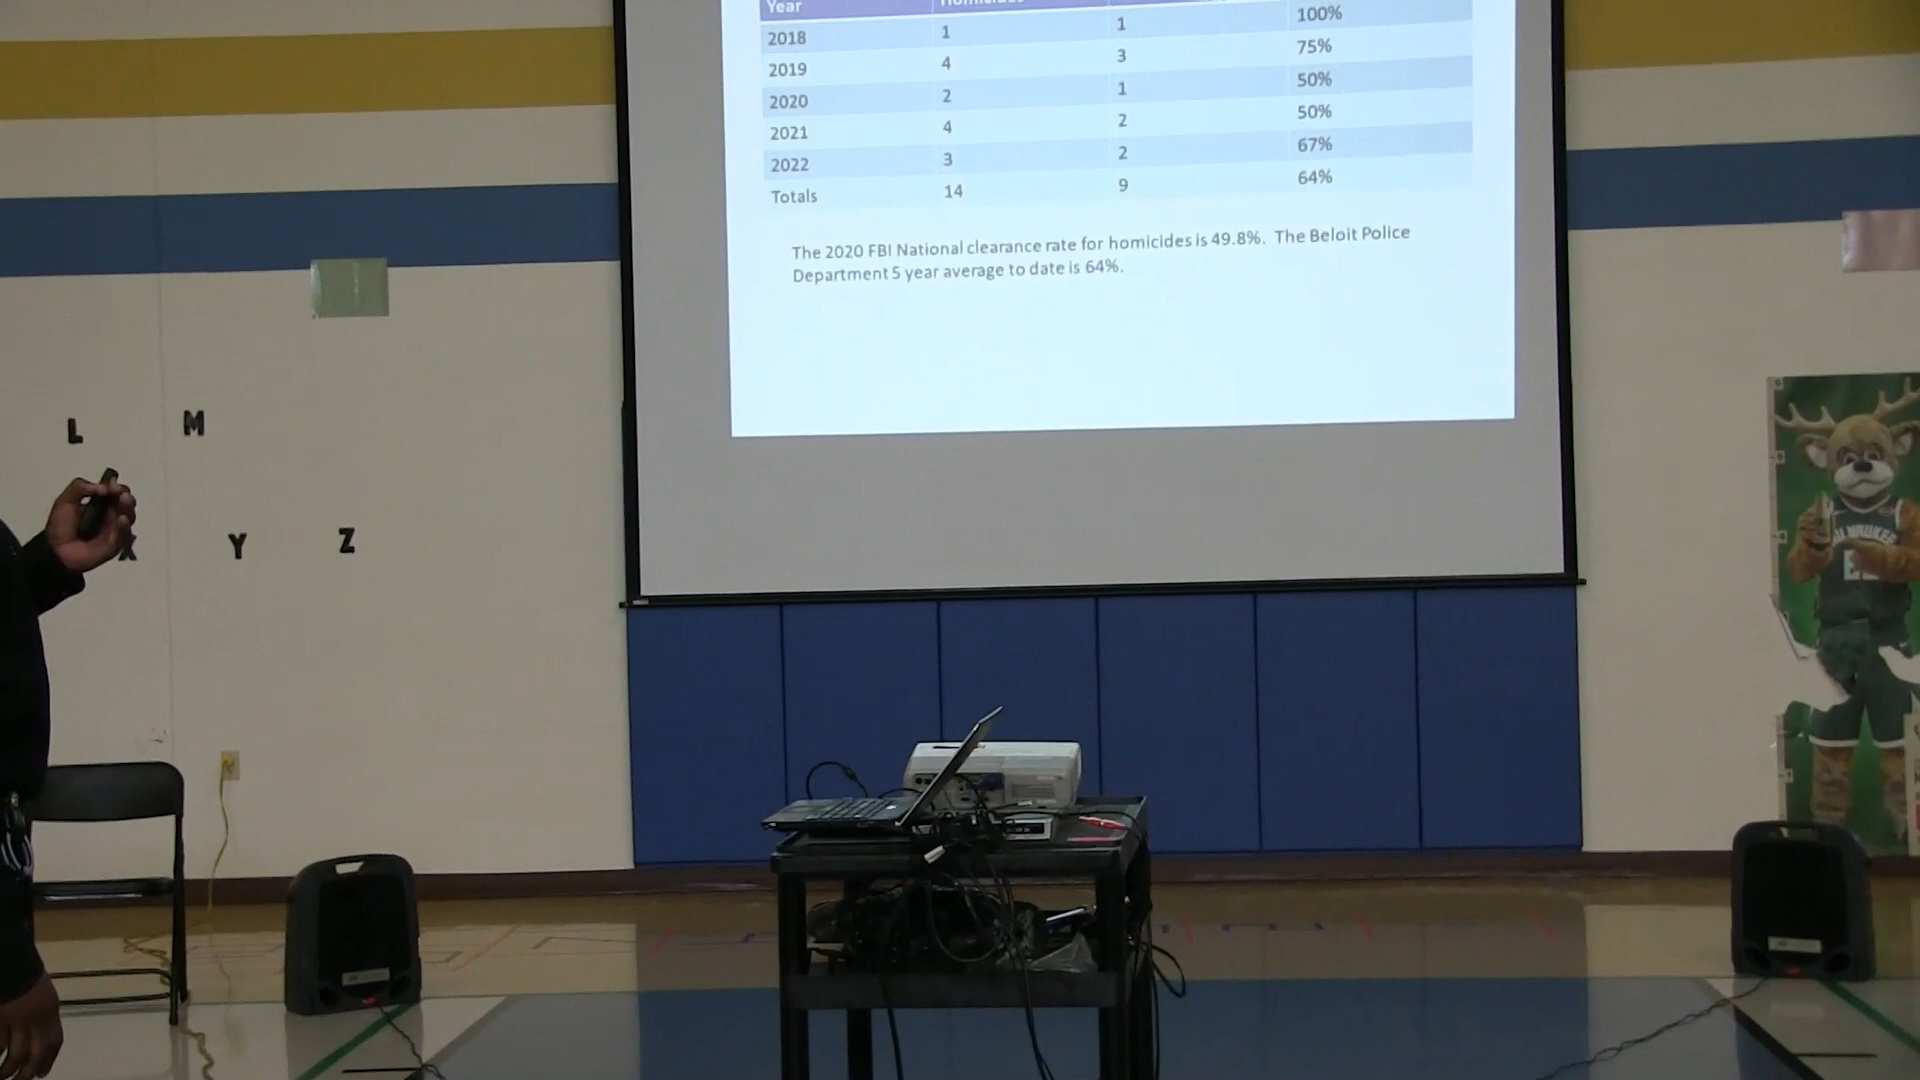 Year Homicides
2018 1 1 100%
2019 4 3 75%
2020 2 1 50%
2021 4 2 50%
2022 3 2 67%
Totals 14 9 64%
The 2020 FBI National clearance rate for homicides is 49.8%. The Beloit Police
Department 5 year average to date is 64%.
L M
X Y Z
MILWAUKEE